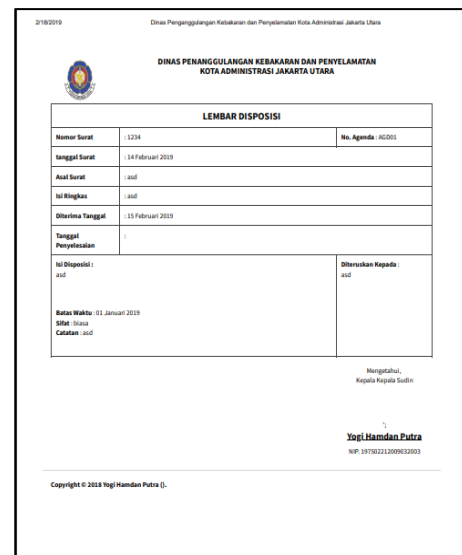 2/18/2019 Dinas Penganggulangan Kebakaran dan Penyelamatan Kota Administrasi Jakarta Utara
DINAS PENANGGULANGAN KEBAKARAN DAN PENYELAMATAN
KOTA ADMINISTRASI JAKARTA UTARA
LEMBAR DISPOSISI
Nomor Surat : 1234 No. Agenda : AGD01
tanggal Surat : 14 Februari 2019
Asal Surat : asd
Isi Ringkas : asd
Diterima Tanggal : 15 Februari 2019
Tanggal :
Penyelesaian
Isi Disposisi : Diteruskan Kepada :
asd asd
Batas Waktu : 01 Januari 2019
Sifat : biasa
Catatan : asd
Mengetahui,
Kepala Kepala Sudin
Yogi Hamdan Putra
NIP. 197502212009032003
Copyright © 2018 Yogi Hamdan Putra ().